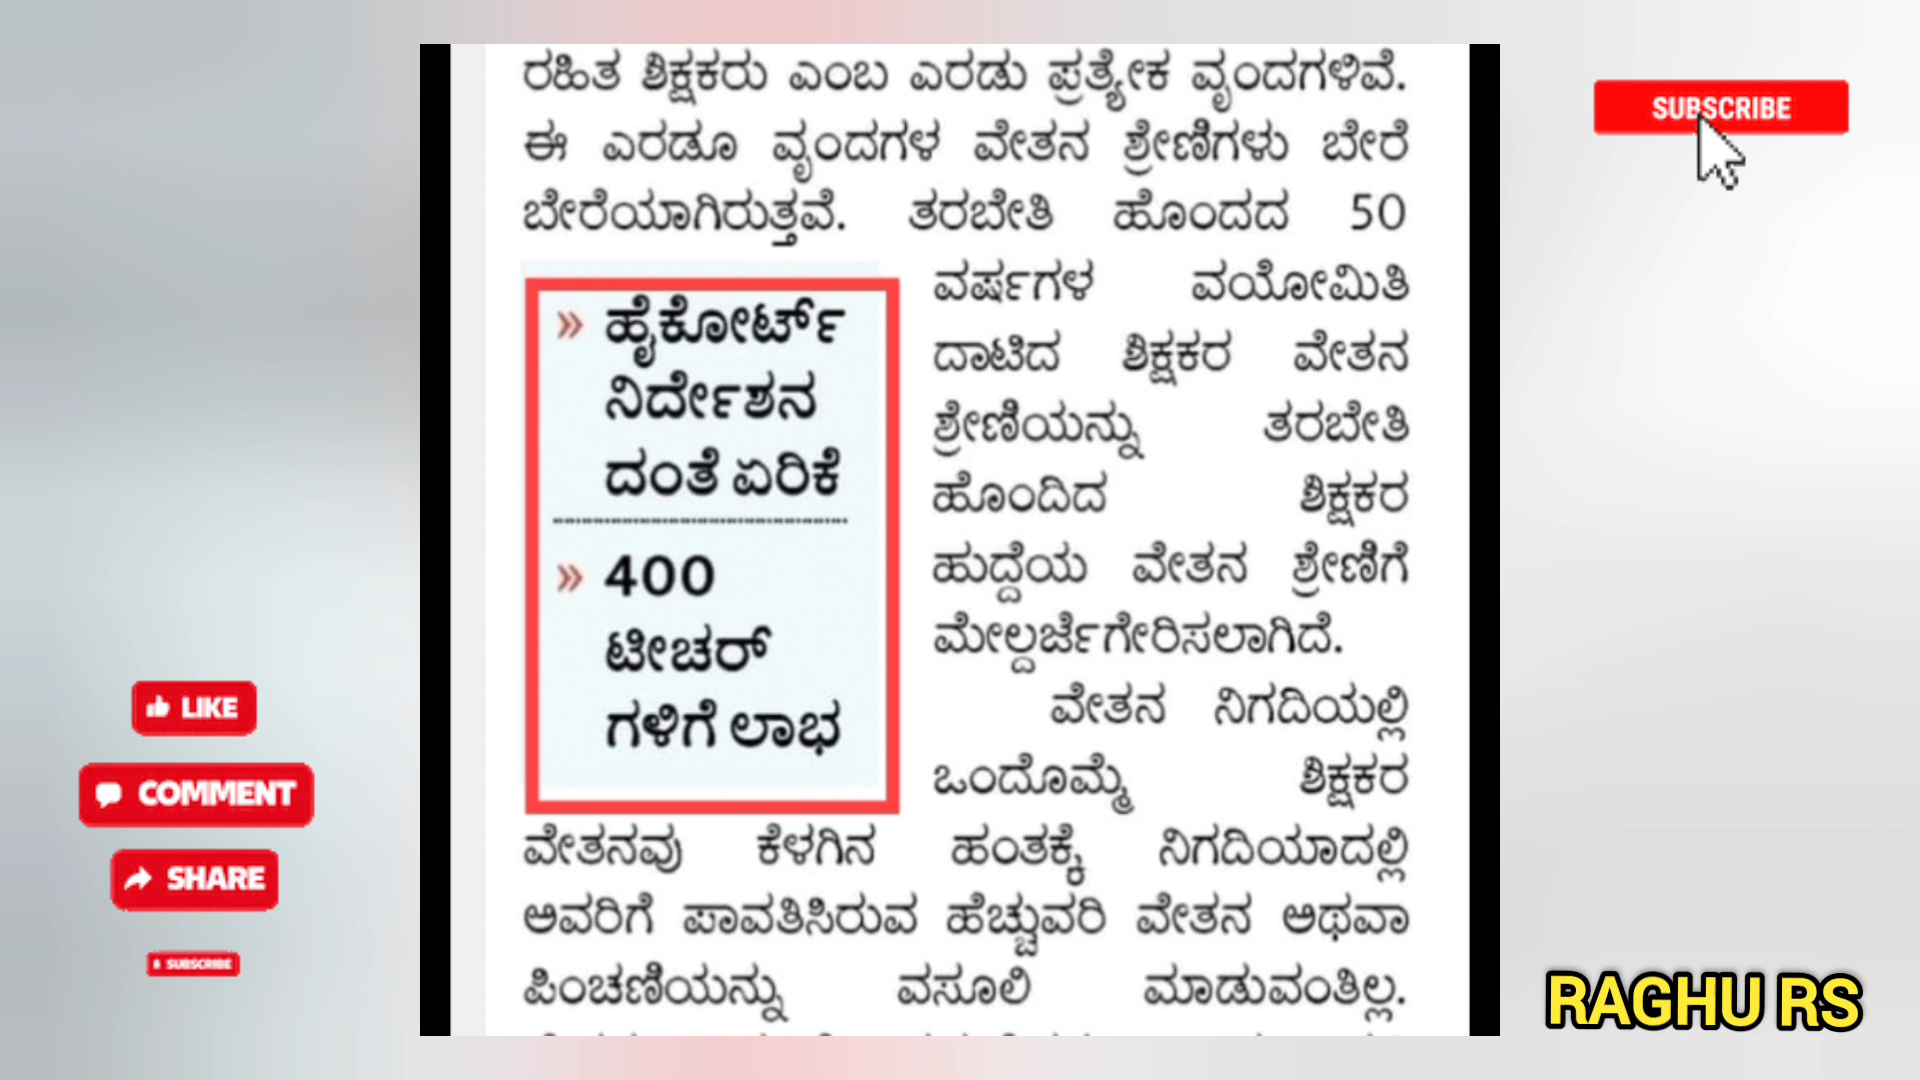 ರಹಿತ ಶಿಕ್ಷಕರು ಎಂಬ ಎರಡು ಪ್ರತ್ಯೇಕ ವೃಂದಗಳಿವೆ.
ಈ ಎರಡೂ ವೃಂದಗಳ ವೇತನ ಶ್ರೇಣಿಗಳು ಬೇರೆ
ಬೇರೆಯಾಗಿರುತ್ತವೆ. ತರಬೇತಿ ಹೊಂದದ 50
» ಹೈಕೋರ್ಟ್
ನಿರ್ದೇಶನ
ದಂತೆ ಏರಿಕೆ
» 400
ಟೀಚರ್
ಗಳಿಗೆ ಲಾಭ
ವರ್ಷಗಳ ವಯೋಮಿತಿ
ದಾಟಿದ ಶಿಕ್ಷಕರ ವೇತನ
ಶ್ರೇಣಿಯನ್ನು ತರಬೇತಿ
ಹೊಂದಿದ ಶಿಕ್ಷಕರ
ಹುದ್ದೆಯ ವೇತನ ಶ್ರೇಣಿಗೆ
ಮೇಲ್ದರ್ಜೆಗೇರಿಸಲಾಗಿದೆ.
ವೇತನ ನಿಗದಿಯಲ್ಲಿ
ಒಂದೊಮ್ಮೆ ಶಿಕ್ಷಕರ
ವೇತನವು ಕೆಳಗಿನ ಹಂತಕ್ಕೆ ನಿಗದಿಯಾದಲ್ಲಿ
ಅವರಿಗೆ ಪಾವತಿಸಿರುವ ಹೆಚ್ಚುವರಿ ವೇತನ ಅಥವಾ
ಪಿಂಚಣಿಯನ್ನು ವಸೂಲಿ ಮಾಡುವಂತಿಲ್ಲ.
SUBSCRIBE
LIKE
COMMENT
SHARE
SUBSCRIBE
RAGHU RS